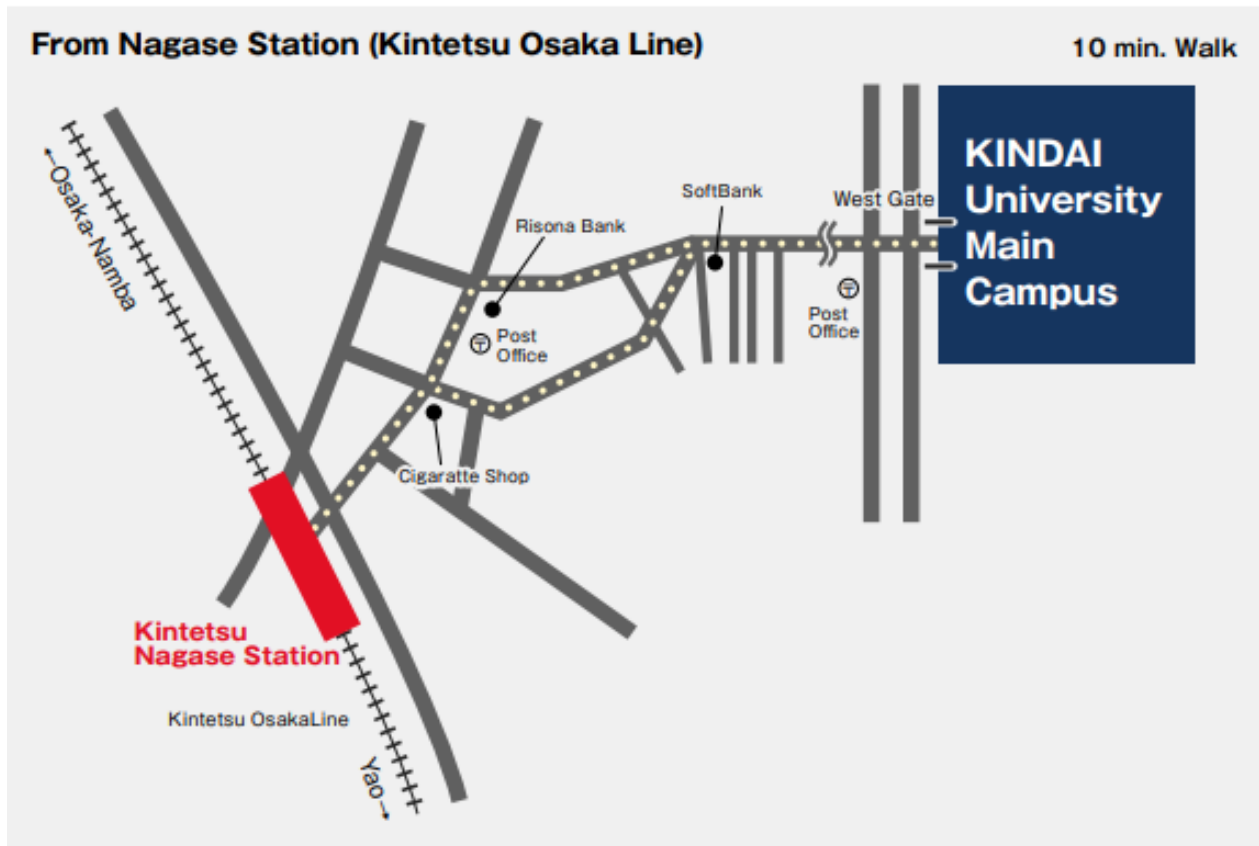 From Nagase Station (Kintetsu Osaka Line)
10 min. Walk
←Osaka-Namba
KINDAI
University
Main
Campus
SoftBank
West Gate
Risona Bank
〒 Post
Office
〒
Post
Office
Cigaratte Shop
Kintetsu
Nagase Station
Kintetsu OsakaLine
Yao→